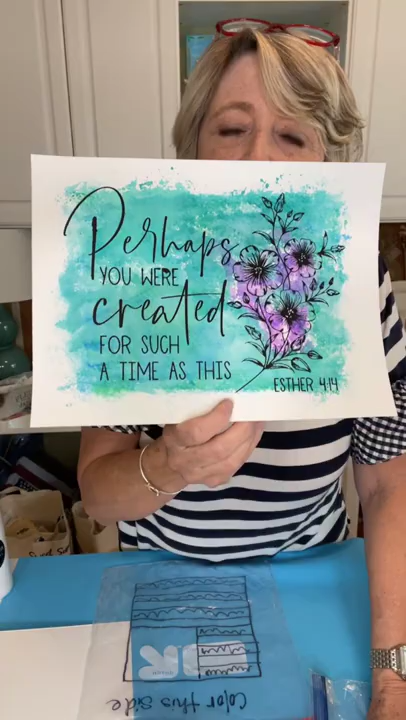 Perhaps
YOU WERE
created
FOR SUCH
A TIME AS THIS
ESTHER 4:14
Color this side